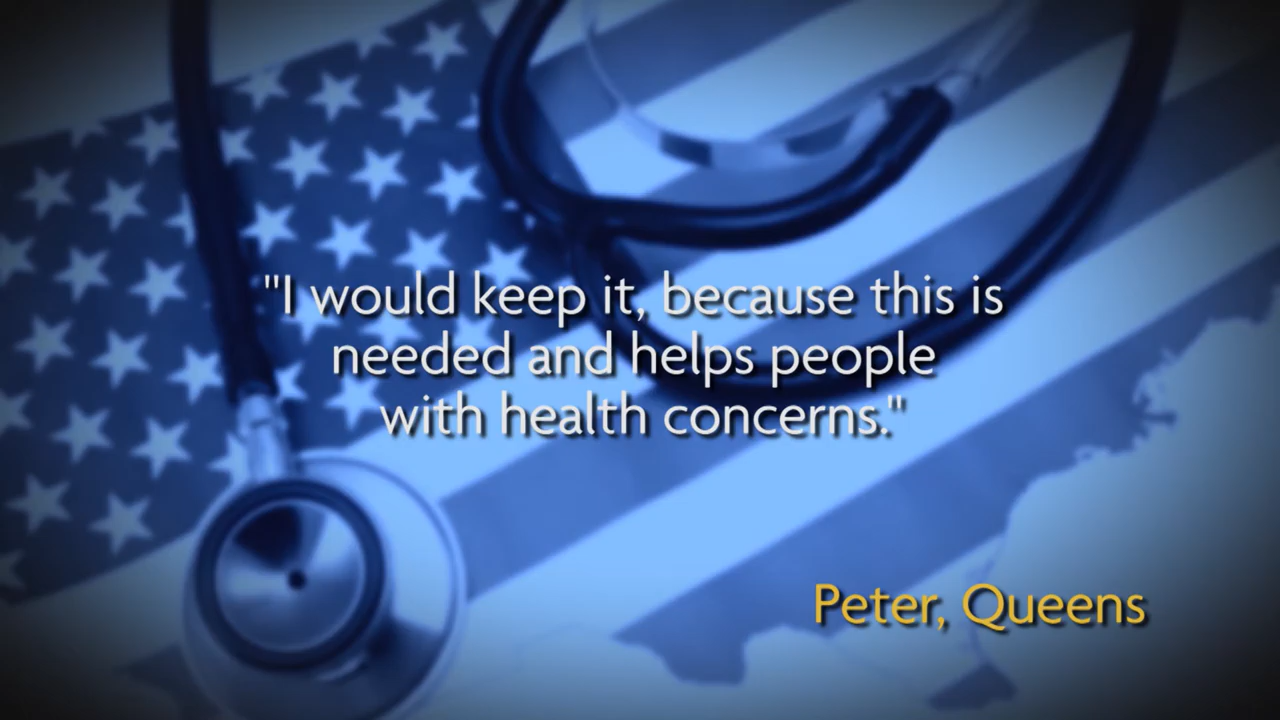 "I would keep it, because this is
needed and helps people
with health concerns."
Peter, Queens